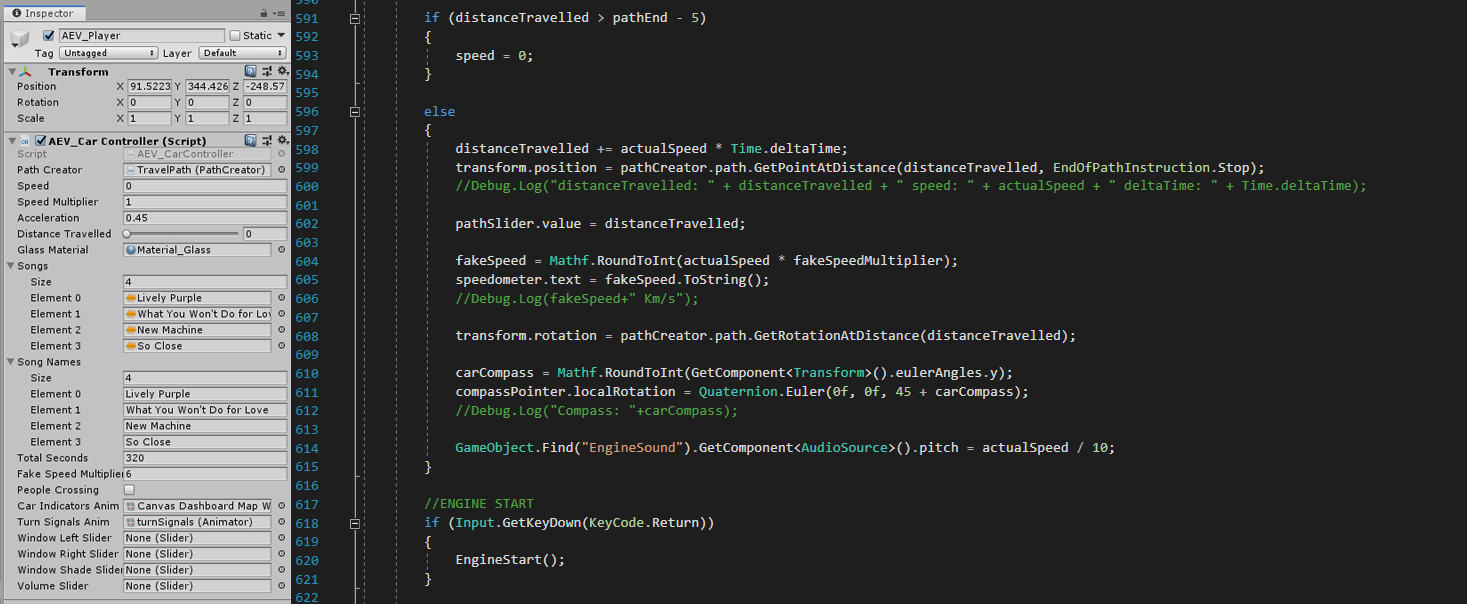 Inspector
AEV_Player Static
Tag Untagged Layer Default
Transform
Position X 91.5223 Y 344.426 Z -248.57
Rotation X 0 Y 0 Z 0
Scale X 1 Y 1 Z 1
AEV_Car Controller (Script)
Script AEV_CarController
Path Creator TravelPath (PathCreator)
Speed 0
Speed Multiplier 1
Acceleration 0.45
Distance Travelled 0
Glass Material Material_Glass
Songs
Size 4
Element 0 Lively Purple
Element 1 What You Won't Do for Lov
Element 2 New Machine
Element 3 So Close
Song Names
Size 4
Element 0 Lively Purple
Element 1 What You Won't Do for Love
Element 2 New Machine
Element 3 So Close
Total Seconds 320
Fake Speed Multiplier 6
People Crossing
Car Indicators Anim Canvas Dashboard Map W
Turn Signals Anim turnSignals (Animator)
Window Left Slider None (Slider)
Window Right Slider None (Slider)
Window Shade Slider None (Slider)
Volume Slider None (Slider)
590
591 if (distanceTravelled > pathEnd - 5)
592 {
593 speed = 0;
594 }
595
596 else
597 {
598 distanceTravelled += actualSpeed * Time.deltaTime;
599 transform.position = pathCreator.path.GetPointAtDistance(distanceTravelled, EndOfPathInstruction.Stop);
600 //Debug.Log("distanceTravelled: " + distanceTravelled + " speed: " + actualSpeed + " deltaTime: " + Time.deltaTime);
601
602 pathSlider.value = distanceTravelled;
603
604 fakeSpeed = Mathf.RoundToInt(actualSpeed * fakeSpeedMultiplier);
605 speedometer.text = fakeSpeed.ToString();
606 //Debug.Log(fakeSpeed+" Km/s");
607
608 transform.rotation = pathCreator.path.GetRotationAtDistance(distanceTravelled);
609
610 carCompass = Mathf.RoundToInt(GetComponent<Transform>().eulerAngles.y);
611 compassPointer.localRotation = Quaternion.Euler(0f, 0f, 45 + carCompass);
612 //Debug.Log("Compass: "+carCompass);
613
614 GameObject.Find("EngineSound").GetComponent<AudioSource>().pitch = actualSpeed / 10;
615 }
616
617 //ENGINE START
618 if (Input.GetKeyDown(KeyCode.Return))
619 {
620 EngineStart();
621 }
622